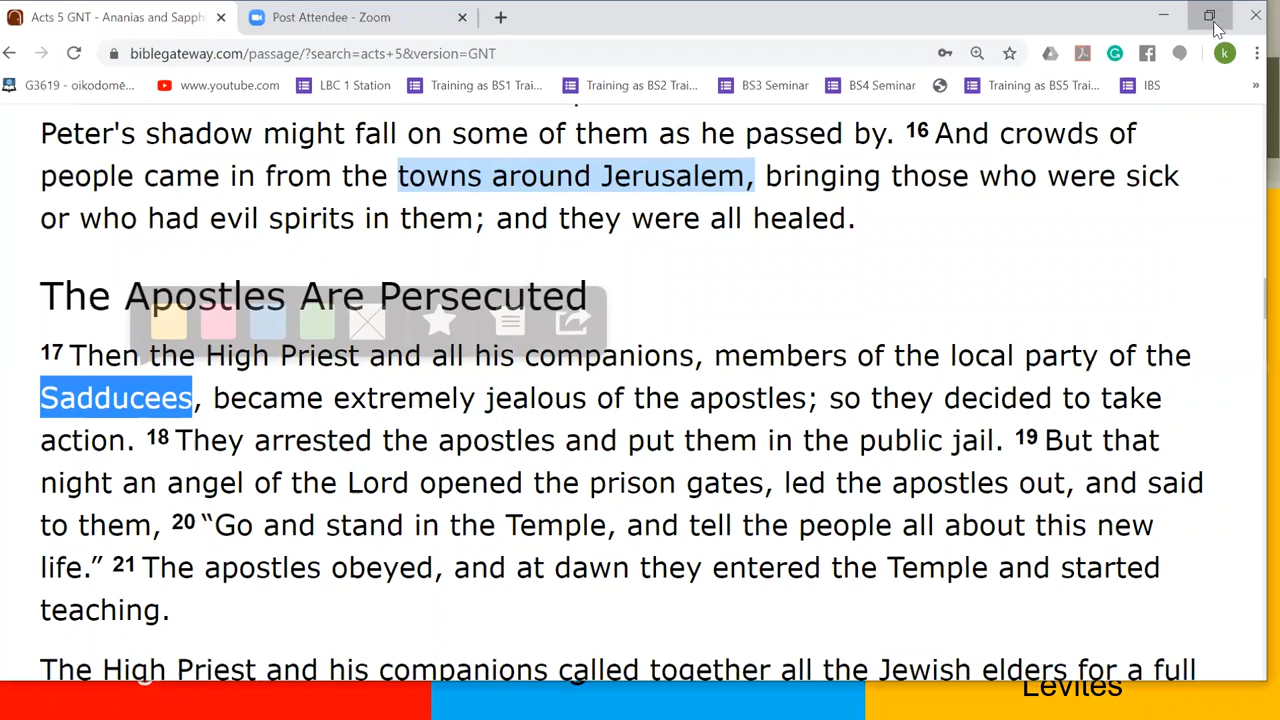 Acts 5 GNT - Ananias and Sapph
Post Attendee - Zoom
biblegateway.com/passage/?search=acts+5&version=GNT
k
G3619 - oikodomē...
www.youtube.com
LBC 1 Station
Training as BS1 Trai...
Training as BS2 Trai...
BS3 Seminar
BS4 Seminar
Training as BS5 Trai...
IBS
Peter's shadow might fall on some of them as he passed by. 16 And crowds of
people came in from the towns around Jerusalem, bringing those who were sick
or who had evil spirits in them; and they were all healed.
The Apostles Are Persecuted
17 Then the High Priest and all his companions, members of the local party of the
Sadducees, became extremely jealous of the apostles; so they decided to take
action. 18 They arrested the apostles and put them in the public jail. 19 But that
night an angel of the Lord opened the prison gates, led the apostles out, and said
to them, 20 “Go and stand in the Temple, and tell the people all about this new
life.” 21 The apostles obeyed, and at dawn they entered the Temple and started
teaching.
The High Priest and his companions called together all the Jewish elders for a full
Levites